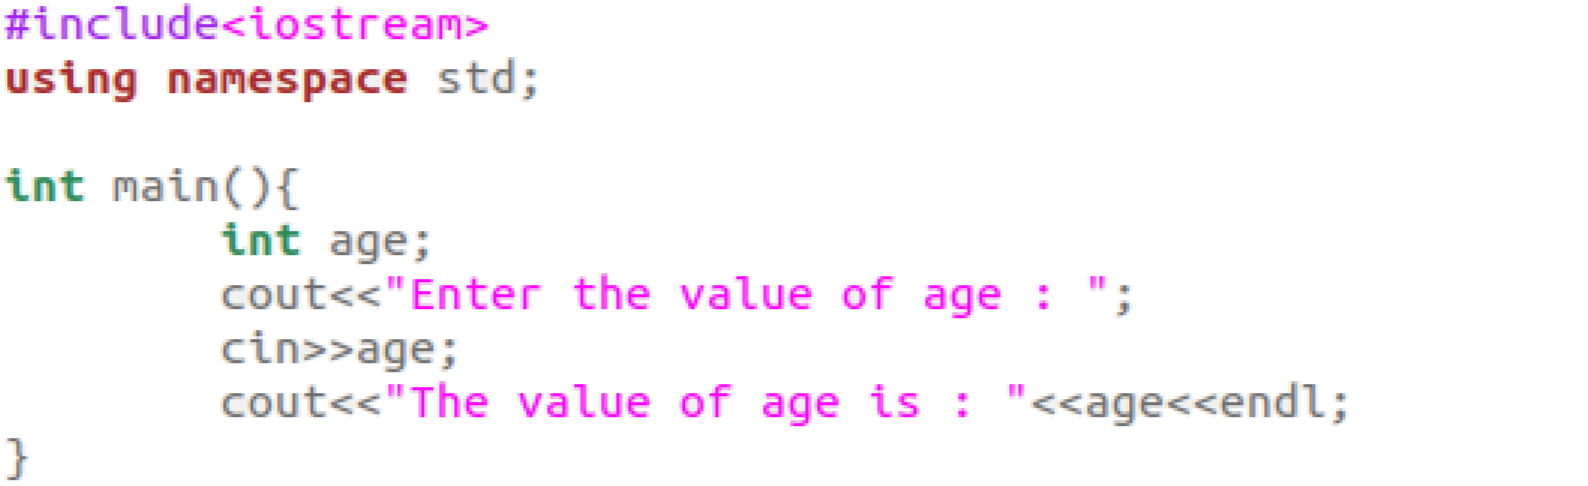 #include<iostream>
using namespace std;
int main(){
int age;
cout<<"Enter the value of age : ";
cin>>age;
cout<<"The value of age is : "<<age<<endl;
}